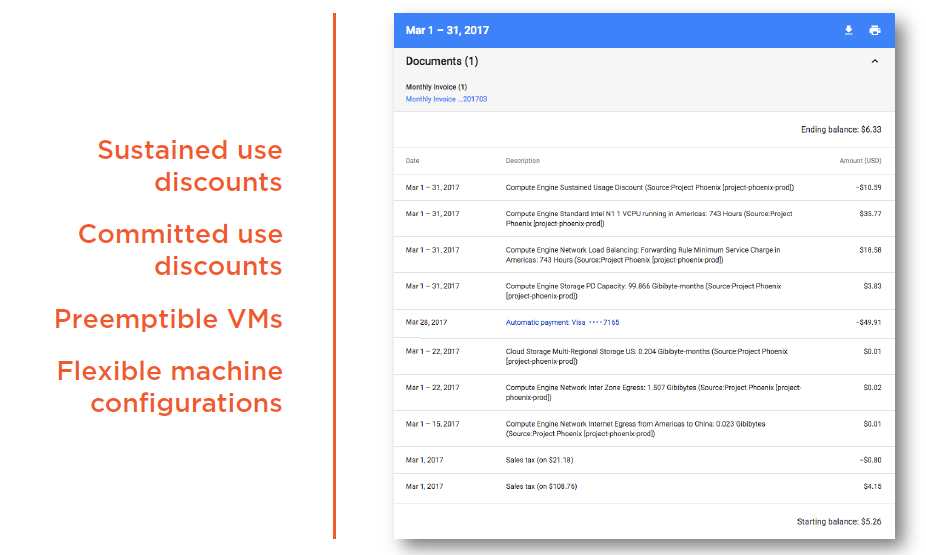 Sustained use
discounts
Committed use
discounts
Preemptible VMs
Flexible machine
configurations
Mar 1 – 31, 2017
Documents (1)
Monthly Invoice (1)
Monthly Invoice ...201703
Ending balance: $6.33
Date Description Amount (USD)
Mar 1 – 31, 2017 Compute Engine Sustained Usage Discount (Source:Project Phoenix [project-phoenix-prod]) –$10.59
Mar 1 – 31, 2017 Compute Engine Standard Intel N1 1 VCPU running in Americas: 743 Hours (Source:Project $35.77
Phoenix [project-phoenix-prod])
Mar 1 – 31, 2017 Compute Engine Network Load Balancing: Forwarding Rule Minimum Service Charge in $18.58
Americas: 743 Hours (Source:Project Phoenix [project-phoenix-prod])
Mar 1 – 31, 2017 Compute Engine Storage PD Capacity: 99.866 Gibibyte-months (Source:Project Phoenix $3.83
[project-phoenix-prod])
Mar 28, 2017 Automatic payment: Visa ····7165 –$49.91
Mar 1 – 22, 2017 Cloud Storage Multi-Regional Storage US: 0.204 Gibibyte-months (Source:Project Phoenix $0.01
[project-phoenix-prod])
Mar 1 – 22, 2017 Compute Engine Network Inter Zone Egress: 1.507 Gibibytes (Source:Project Phoenix [project- $0.02
phoenix-prod])
Mar 1 – 15, 2017 Compute Engine Network Internet Egress from Americas to China: 0.023 Gibibytes $0.01
(Source:Project Phoenix [project-phoenix-prod])
Mar 1, 2017 Sales tax (on $21.18) –$0.80
Mar 1, 2017 Sales tax (on $108.76) $4.15
Starting balance: $5.26